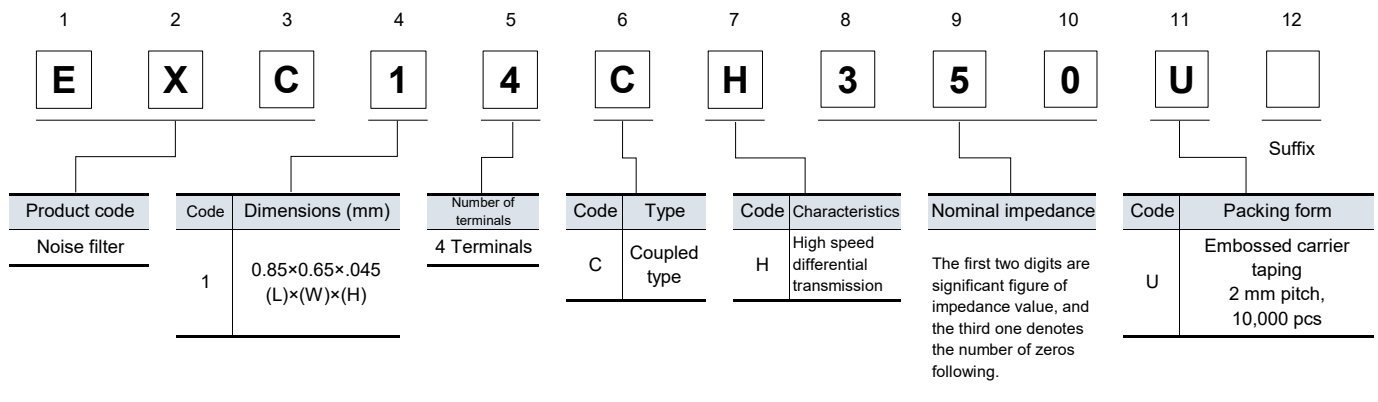 1 2 3 4 5 6 7 8 9 10 11 12
E X C 1 4 C H 3 5 0 U
Suffix
Product code
Noise filter
Code Dimensions (mm)
1 0.85×0.65×.045
(L)×(W)×(H)
Number of
terminals
4 Terminals
Code Type
C Coupled
type
Code Characteristics
H High speed
differential
transmission
Nominal impedance
The first two digits are
significant figure of
impedance value, and
the third one denotes
the number of zeros
following.
Code Packing form
U Embossed carrier
taping
2 mm pitch,
10,000 pcs